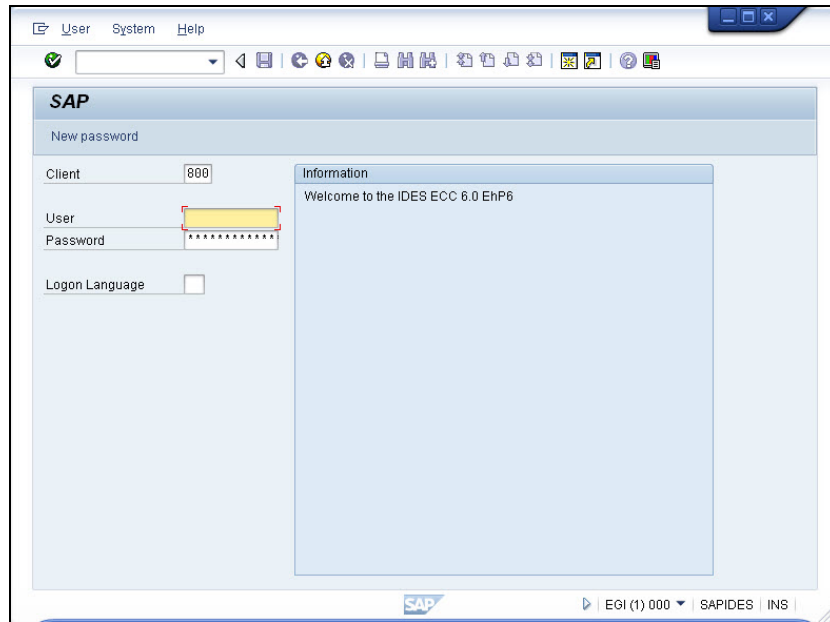 User System Help
SAP
New password
Client 800
Information
Welcome to the IDES ECC 6.0 EhP6
User
Password ************
Logon Language
SAP EGI (1) 000 SAPIDES INS